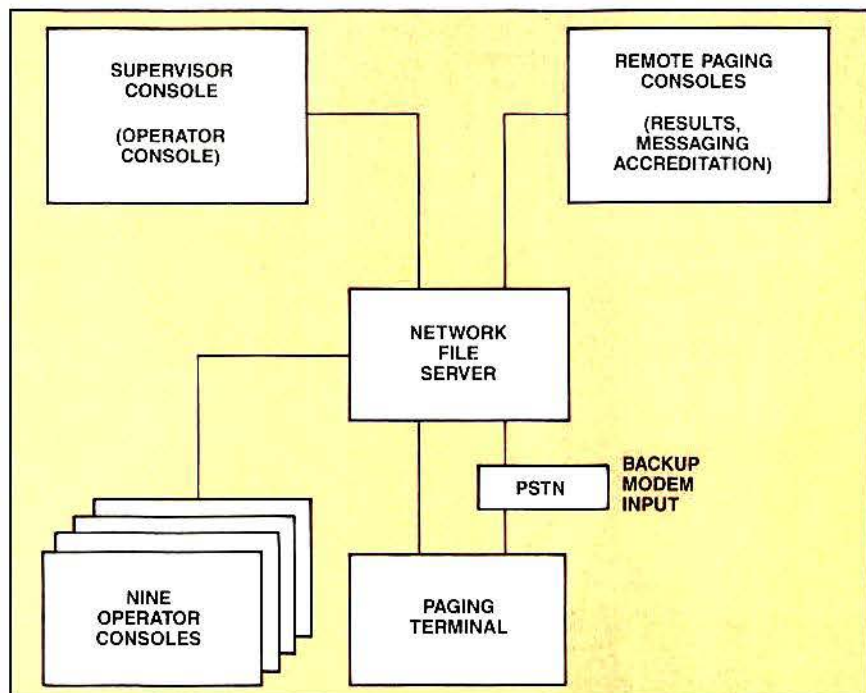 SUPERVISOR
CONSOLE
(OPERATOR
CONSOLE)
REMOTE PAGING
CONSOLES
(RESULTS,
MESSAGING
ACCREDITATION)
NETWORK
FILE
SERVER
PSTN
BACKUP
MODEM
INPUT
NINE
OPERATOR
CONSOLES
PAGING
TERMINAL